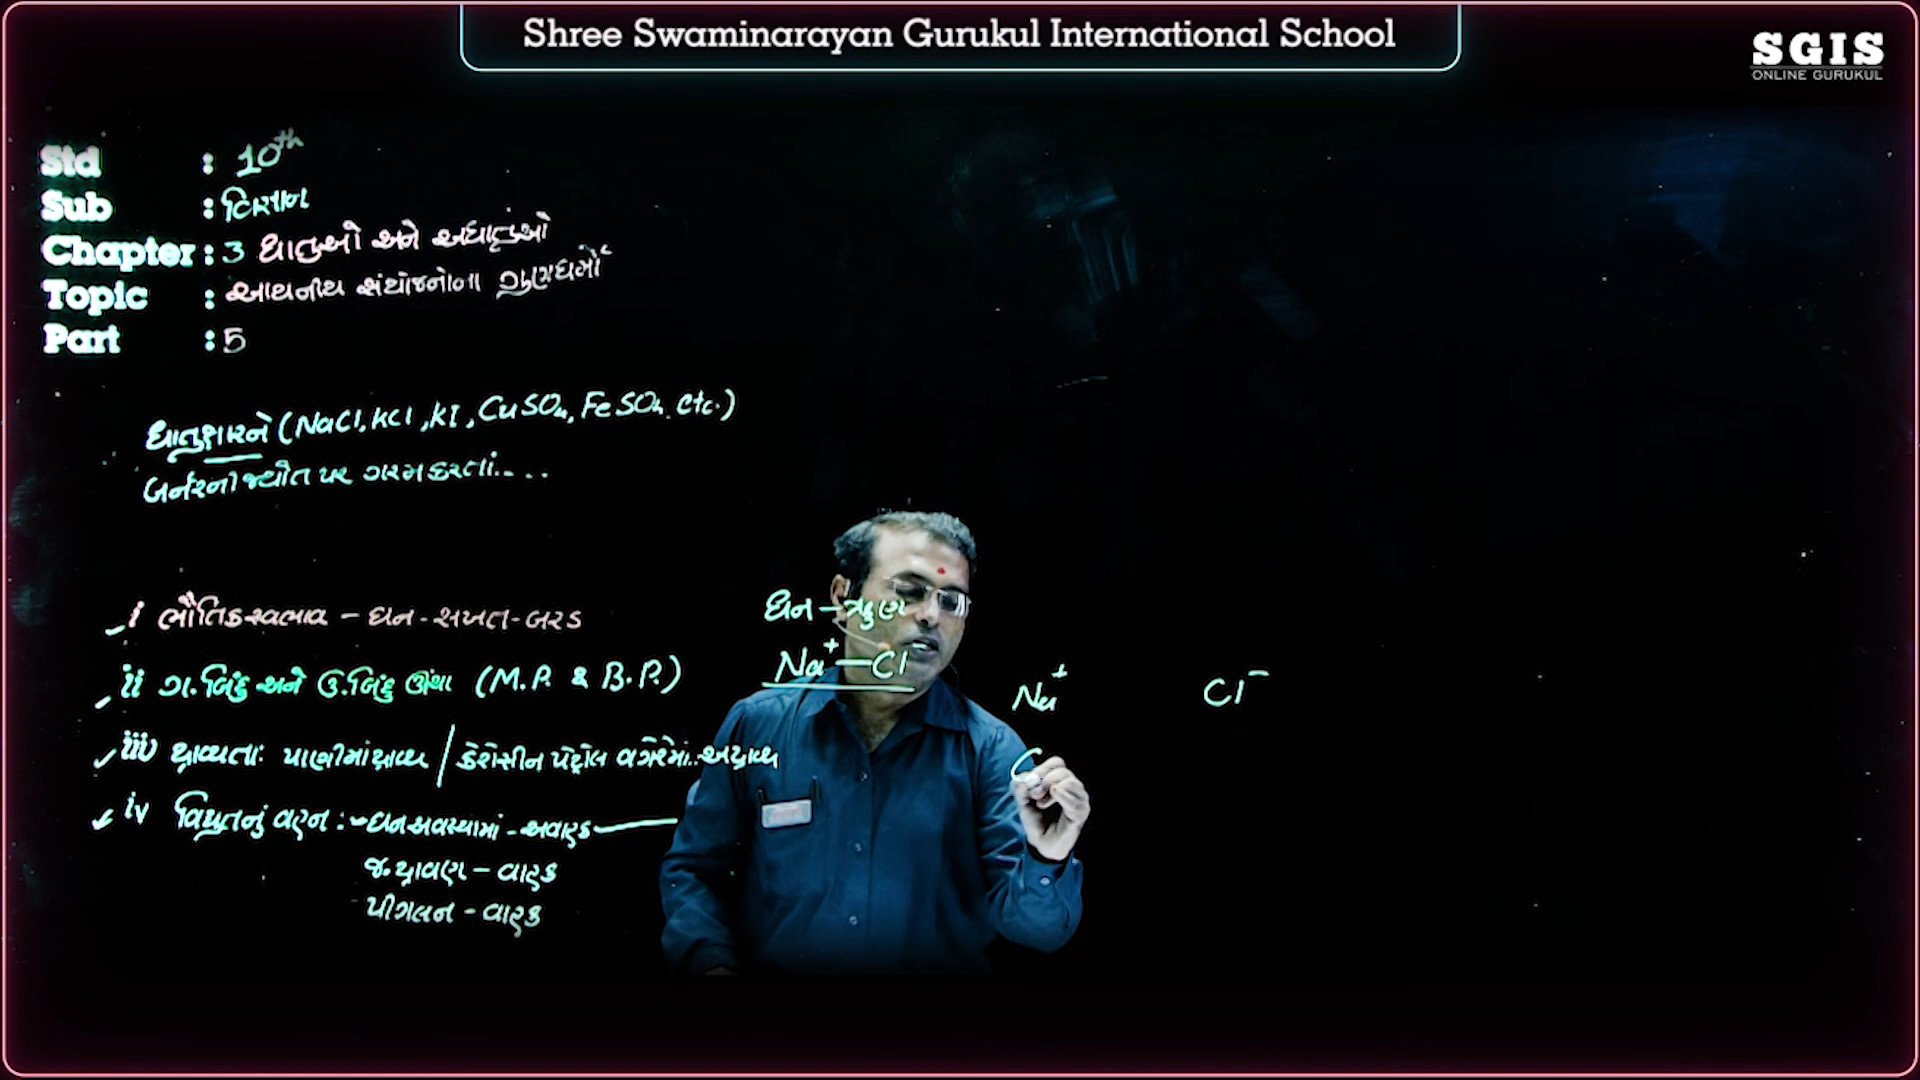 Shree Swaminarayan Gurukul International School
SGIS
ONLINE GURUKUL
Std : 10th
Sub : વિજ્ઞાન
Chapter : 3 ધાતુઓ અને અધાતુઓ
Topic : આયનીય સંયોજનોના ગુણધર્મો
Part : 5
ધાતુક્ષારને (NaCl, KCl, KI, CuSO4, FeSO4 etc.)
બર્નરની જ્યોત પર ગરમ કરતાં....
i ભૌતિક સ્વભાવ - ઘન - સખત - બરડ
ii ગ. બિંદુ અને ઉ. બિંદુ ઊંચા (M.P. & B.P.)
iii દ્રાવ્યતા: પાણીમાં દ્રાવ્ય / કેરોસીન પેટ્રોલ વગેરેમાં.. અદ્રાવ્ય
iv વિદ્યુતનું વહન :- ઘન અવસ્થામાં - અવાહક
જ. દ્રાવણ - વાહક
પીગલન - વાહક
ધન - ઋણ
Na+ — Cl-
Na+ Cl-